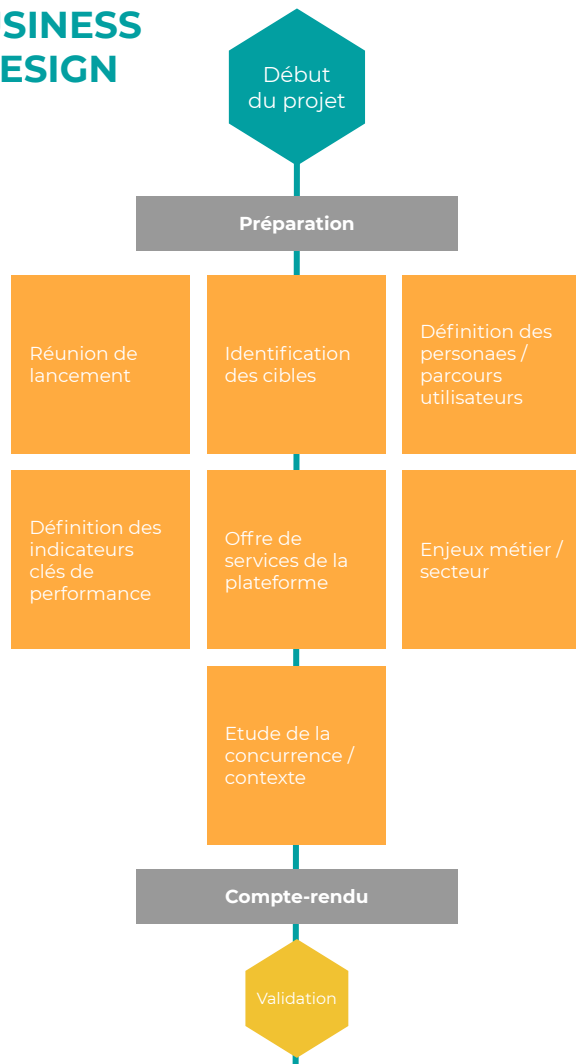 USINESS
ESIGN
Début
du projet
Préparation
Réunion de
lancement
Identification
des cibles
Définition des
personaes /
parcours
utilisateurs
Définition des
indicateurs
clés de
performance
Offre de
services de la
plateforme
Enjeux métier /
secteur
Etude de la
concurrence /
contexte
Compte-rendu
Validation